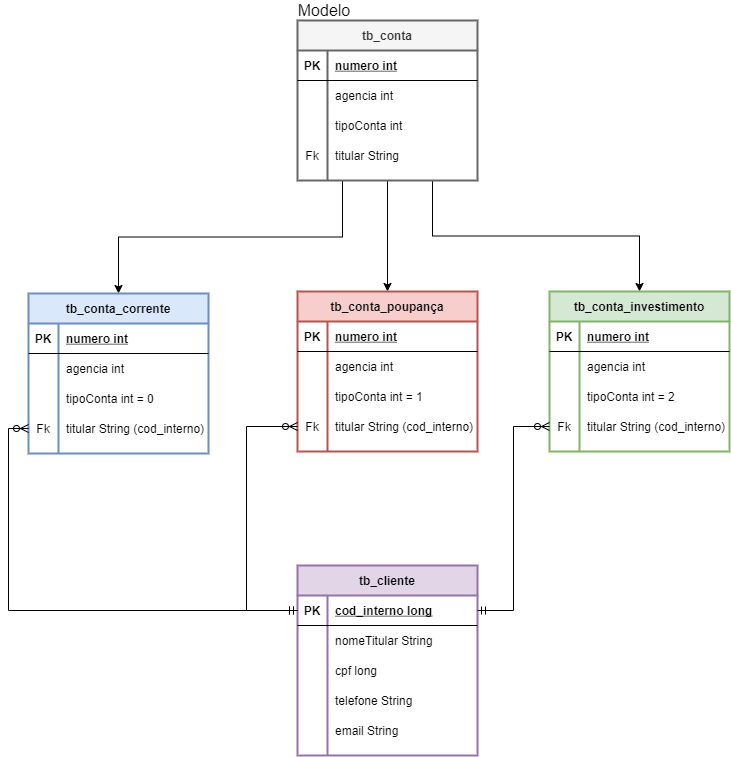 Modelo
tb_conta
PK numero int
agencia int
tipoConta int
Fk titular String
tb_conta_corrente
PK numero int
agencia int
tipoConta int = 0
Fk titular String (cod_interno)
tb_conta_poupança
PK numero int
agencia int
tipoConta int = 1
Fk titular String (cod_interno)
tb_conta_investimento
PK numero int
agencia int
tipoConta int = 2
Fk titular String (cod_interno)
tb_cliente
PK cod_interno long
nomeTitular String
cpf long
telefone String
email String